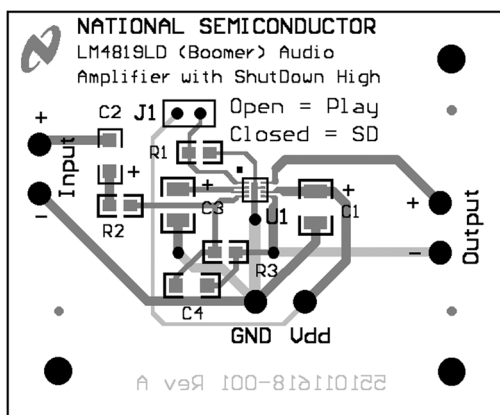 NATIONAL SEMICONDUCTOR
LM4819LD (Boomer) Audio
Amplifier with ShutDown High
J1
Open = Play
Closed = SD
+
C2
Input
R1
+
+
+
-
R2
C3
U1
C1
+
-
Output
R3
C4
GND
Vdd
551011618-001 Rev A